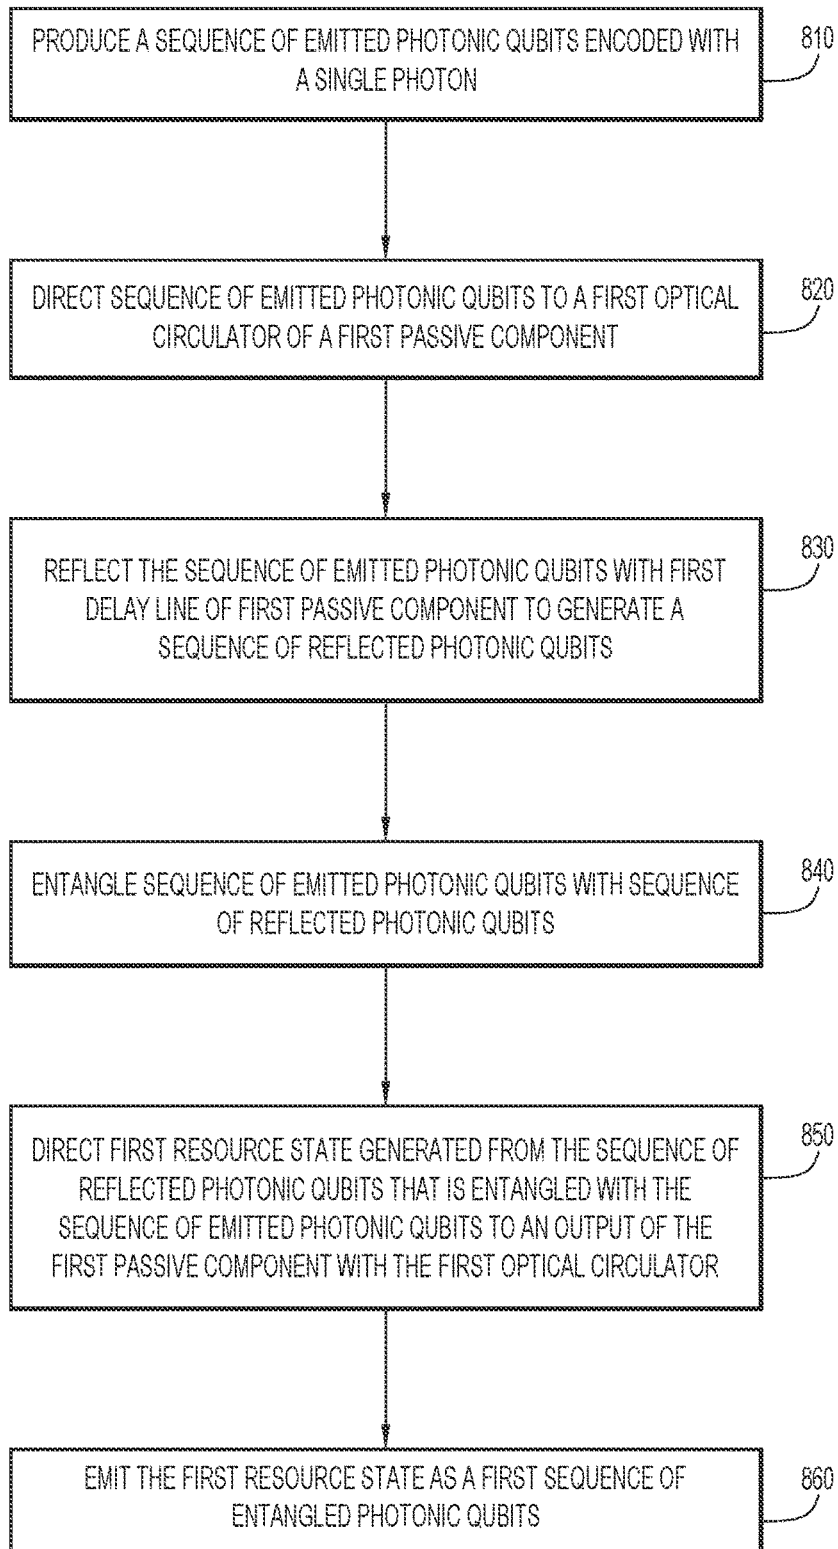 PRODUCE A SEQUENCE OF EMITTED PHOTONIC QUBITS ENCODED WITH
A SINGLE PHOTON
810
DIRECT SEQUENCE OF EMITTED PHOTONIC QUBITS TO A FIRST OPTICAL
CIRCULATOR OF A FIRST PASSIVE COMPONENT
820
REFLECT THE SEQUENCE OF EMITTED PHOTONIC QUBITS WITH FIRST
DELAY LINE OF FIRST PASSIVE COMPONENT TO GENERATE A
SEQUENCE OF REFLECTED PHOTONIC QUBITS
830
ENTANGLE SEQUENCE OF EMITTED PHOTONIC QUBITS WITH SEQUENCE
OF REFLECTED PHOTONIC QUBITS
840
DIRECT FIRST RESOURCE STATE GENERATED FROM THE SEQUENCE OF
REFLECTED PHOTONIC QUBITS THAT IS ENTANGLED WITH THE
SEQUENCE OF EMITTED PHOTONIC QUBITS TO AN OUTPUT OF THE
FIRST PASSIVE COMPONENT WITH THE FIRST OPTICAL CIRCULATOR
850
EMIT THE FIRST RESOURCE STATE AS A FIRST SEQUENCE OF
ENTANGLED PHOTONIC QUBITS
860